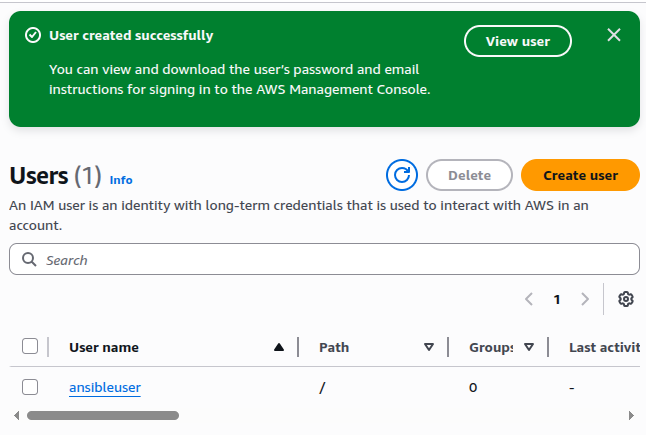 User created successfully
View user
You can view and download the user's password and email
instructions for signing in to the AWS Management Console.
Users (1) Info
Delete
Create user
An IAM user is an identity with long-term credentials that is used to interact with AWS in an
account.
Search
1
User name Path Groups Last activit
ansibleuser / 0 -